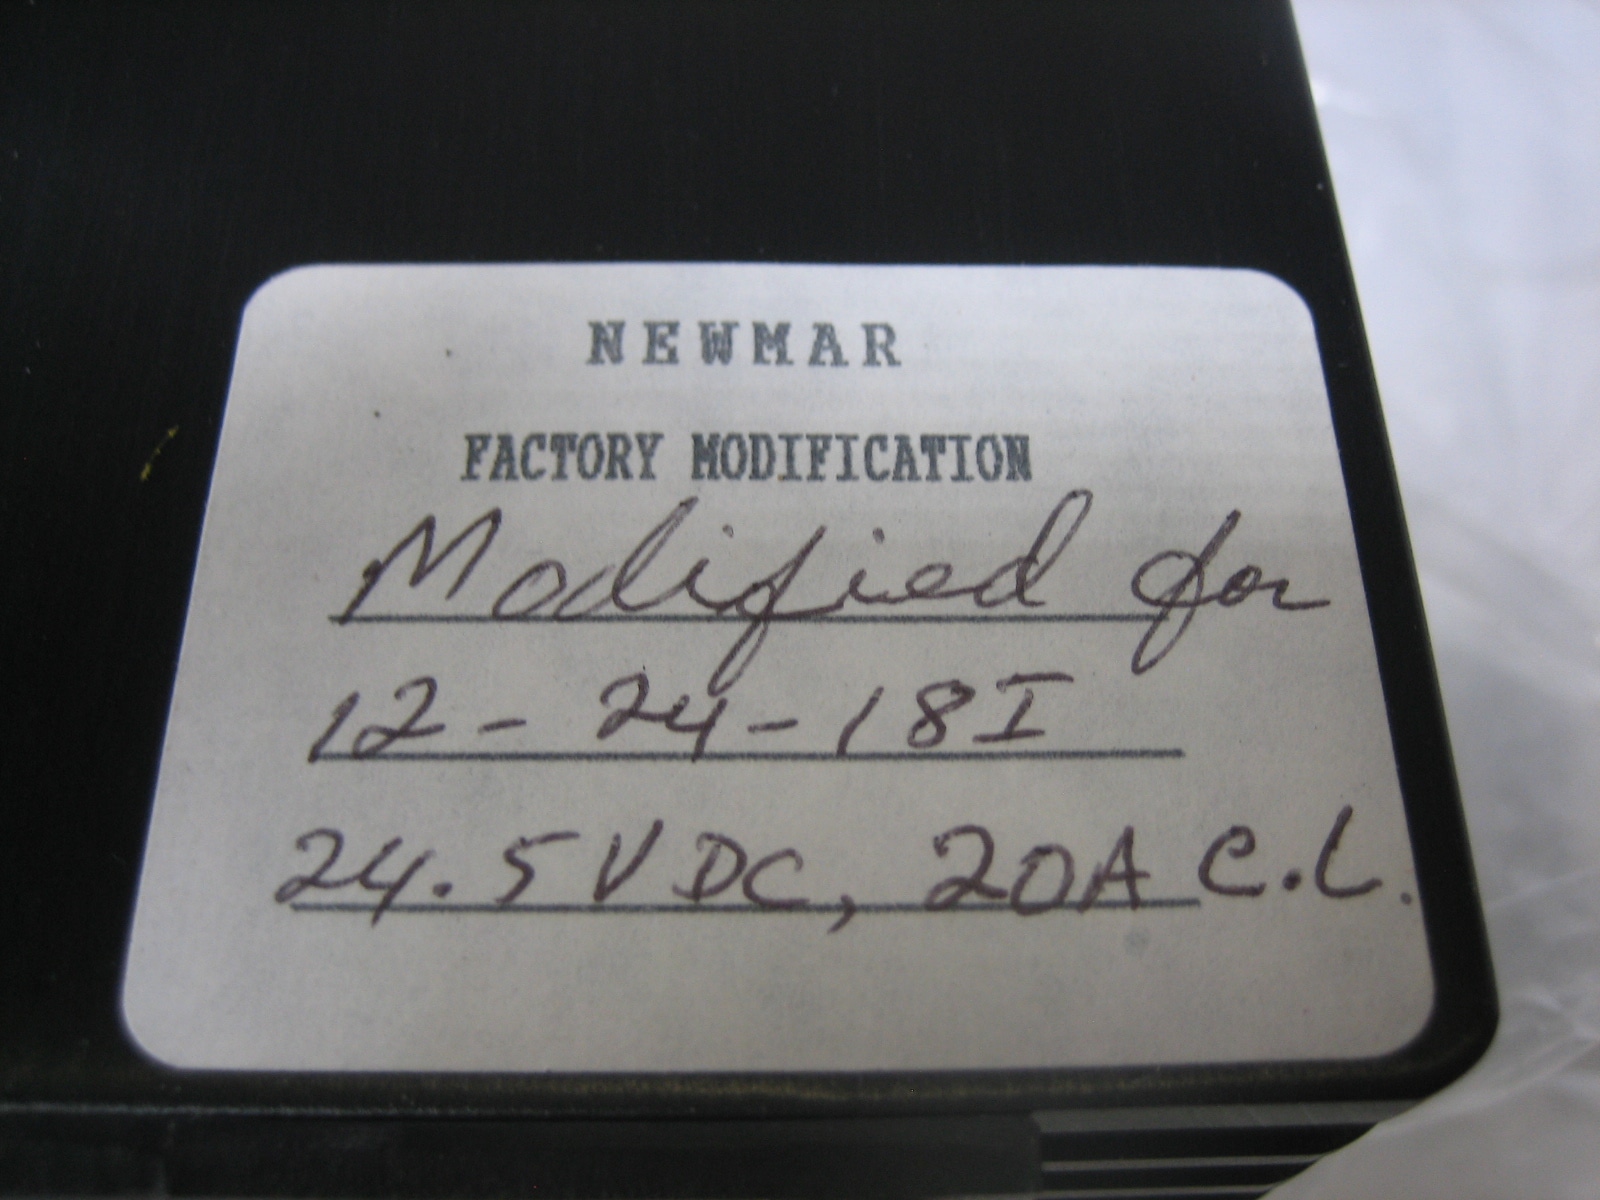 NEWMAR
FACTORY MODIFICATION
Modified for
12-24-18I
24.5VDC, 20A C.L.